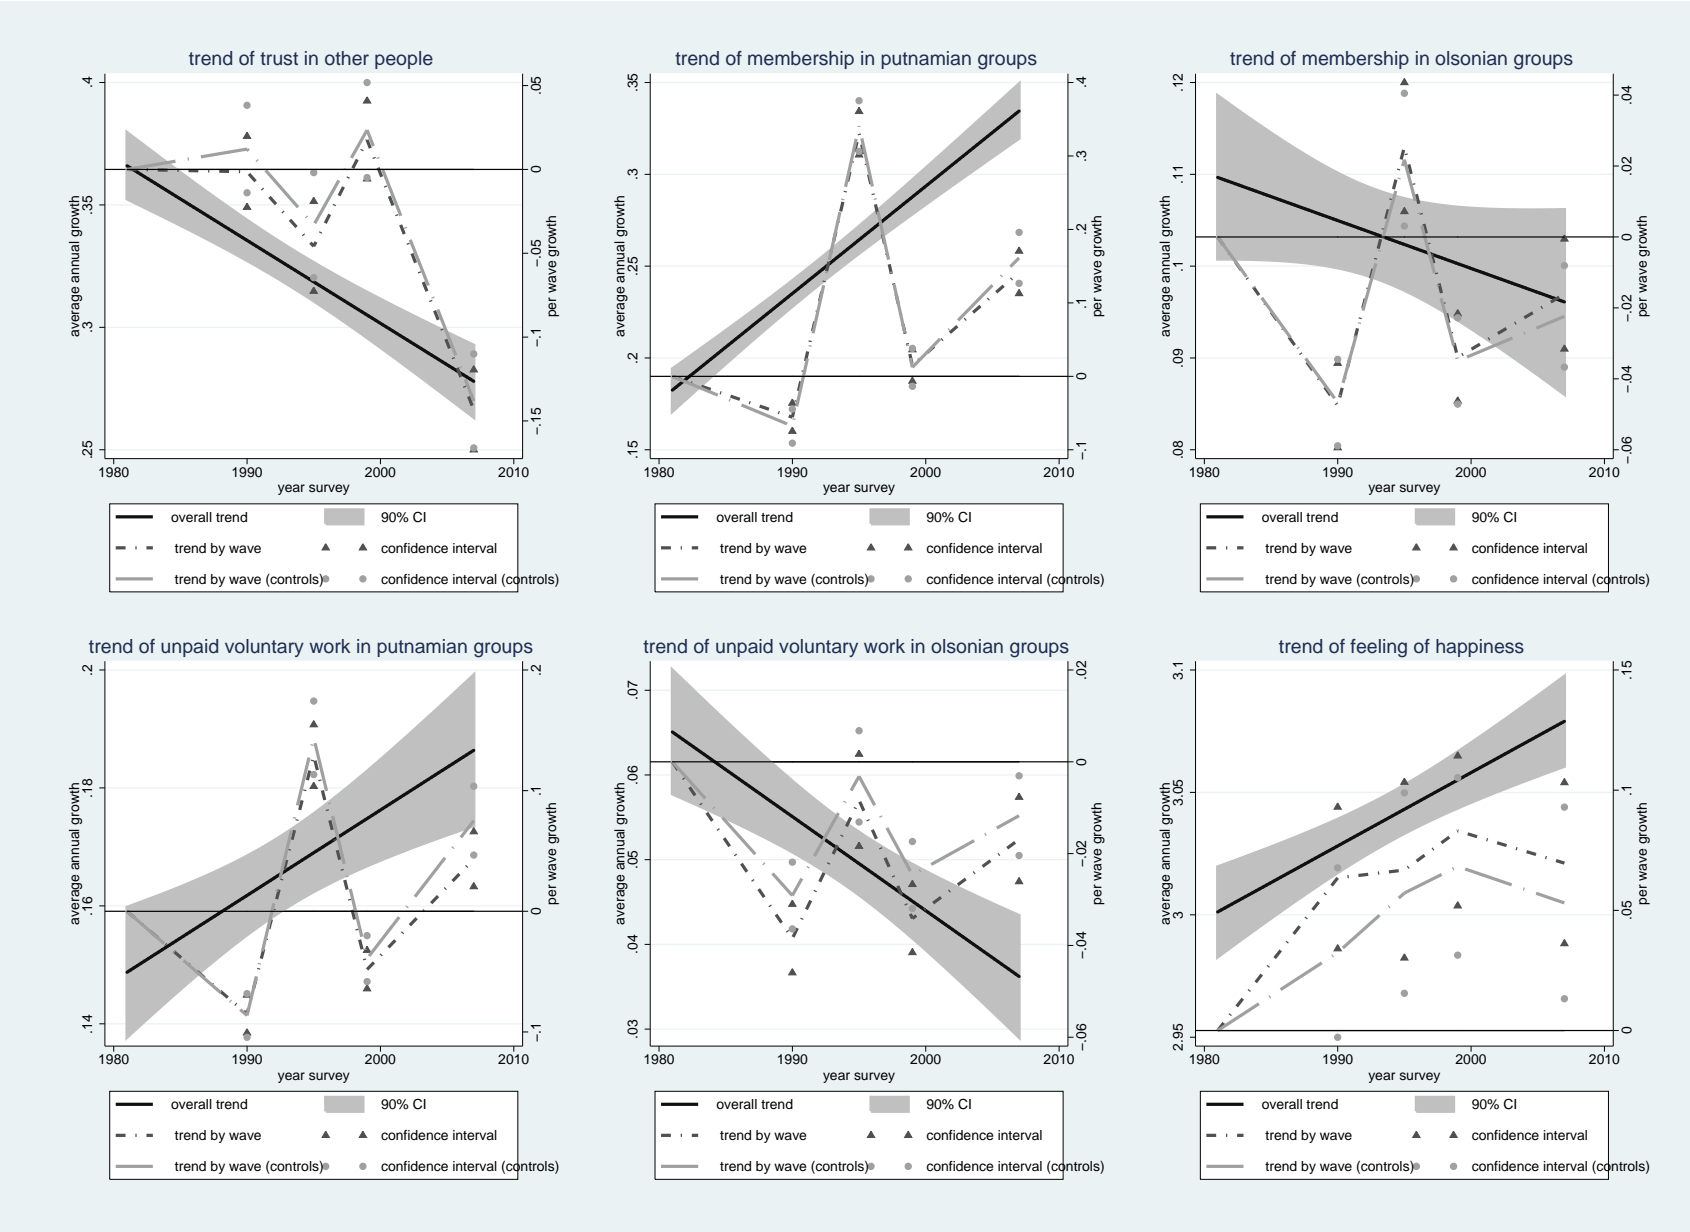 trend of trust in other people
.4
.35
.3
.25
average annual growth
.05
0
-.05
-.1
-.15
per wave growth
1980 1990 2000 2010
year survey
overall trend 90% CI
trend by wave confidence interval
trend by wave (controls) confidence interval (controls)
trend of membership in putnamian groups
.35
.3
.25
.2
.15
average annual growth
.4
.3
.2
.1
0
-.1
per wave growth
1980 1990 2000 2010
year survey
overall trend 90% CI
trend by wave confidence interval
trend by wave (controls) confidence interval (controls)
trend of membership in olsonian groups
.12
.11
.1
.09
.08
average annual growth
.04
.02
0
-.02
-.04
-.06
per wave growth
1980 1990 2000 2010
year survey
overall trend 90% CI
trend by wave confidence interval
trend by wave (controls) confidence interval (controls)
trend of unpaid voluntary work in putnamian groups
.2
.18
.16
.14
average annual growth
.2
.1
0
-.1
per wave growth
1980 1990 2000 2010
year survey
overall trend 90% CI
trend by wave confidence interval
trend by wave (controls) confidence interval (controls)
trend of unpaid voluntary work in olsonian groups
.07
.06
.05
.04
.03
average annual growth
.02
0
-.02
-.04
-.06
per wave growth
1980 1990 2000 2010
year survey
overall trend 90% CI
trend by wave confidence interval
trend by wave (controls) confidence interval (controls)
trend of feeling of happiness
3.1
3.05
3
2.95
average annual growth
.15
.1
.05
0
per wave growth
1980 1990 2000 2010
year survey
overall trend 90% CI
trend by wave confidence interval
trend by wave (controls) confidence interval (controls)